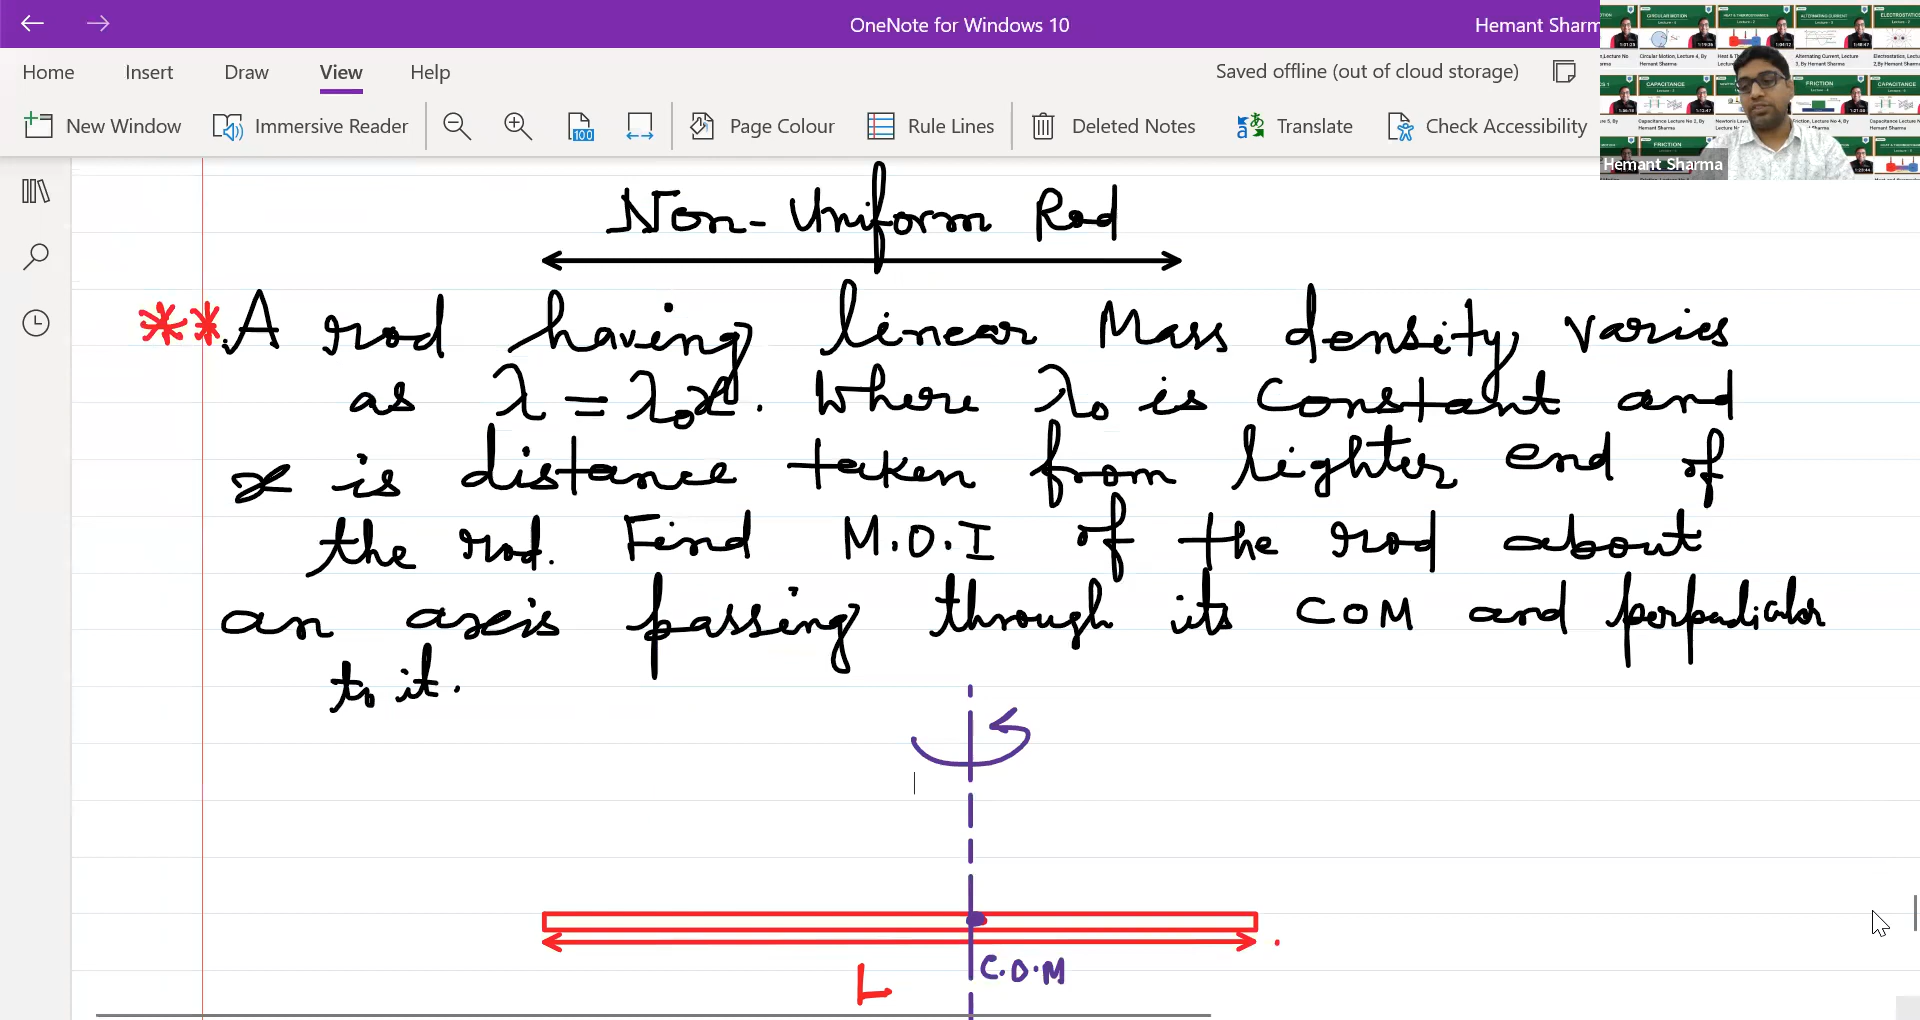 OneNote for Windows 10
Hemant Sharm
Home Insert Draw View Help
Saved offline (out of cloud storage)
New Window Immersive Reader 100 Page Colour Rule Lines Deleted Notes Translate Check Accessibility
Hemant Sharma
Non-Uniform Rod
**. A rod having linear Mass density varies
as λ = λ₀x. Where λ₀ is Constant and
x is distance taken from lighter end of
the rod. Find M.O.I of the rod about
an axis passing through its COM and perpadicular
to it.
C.O.M
L